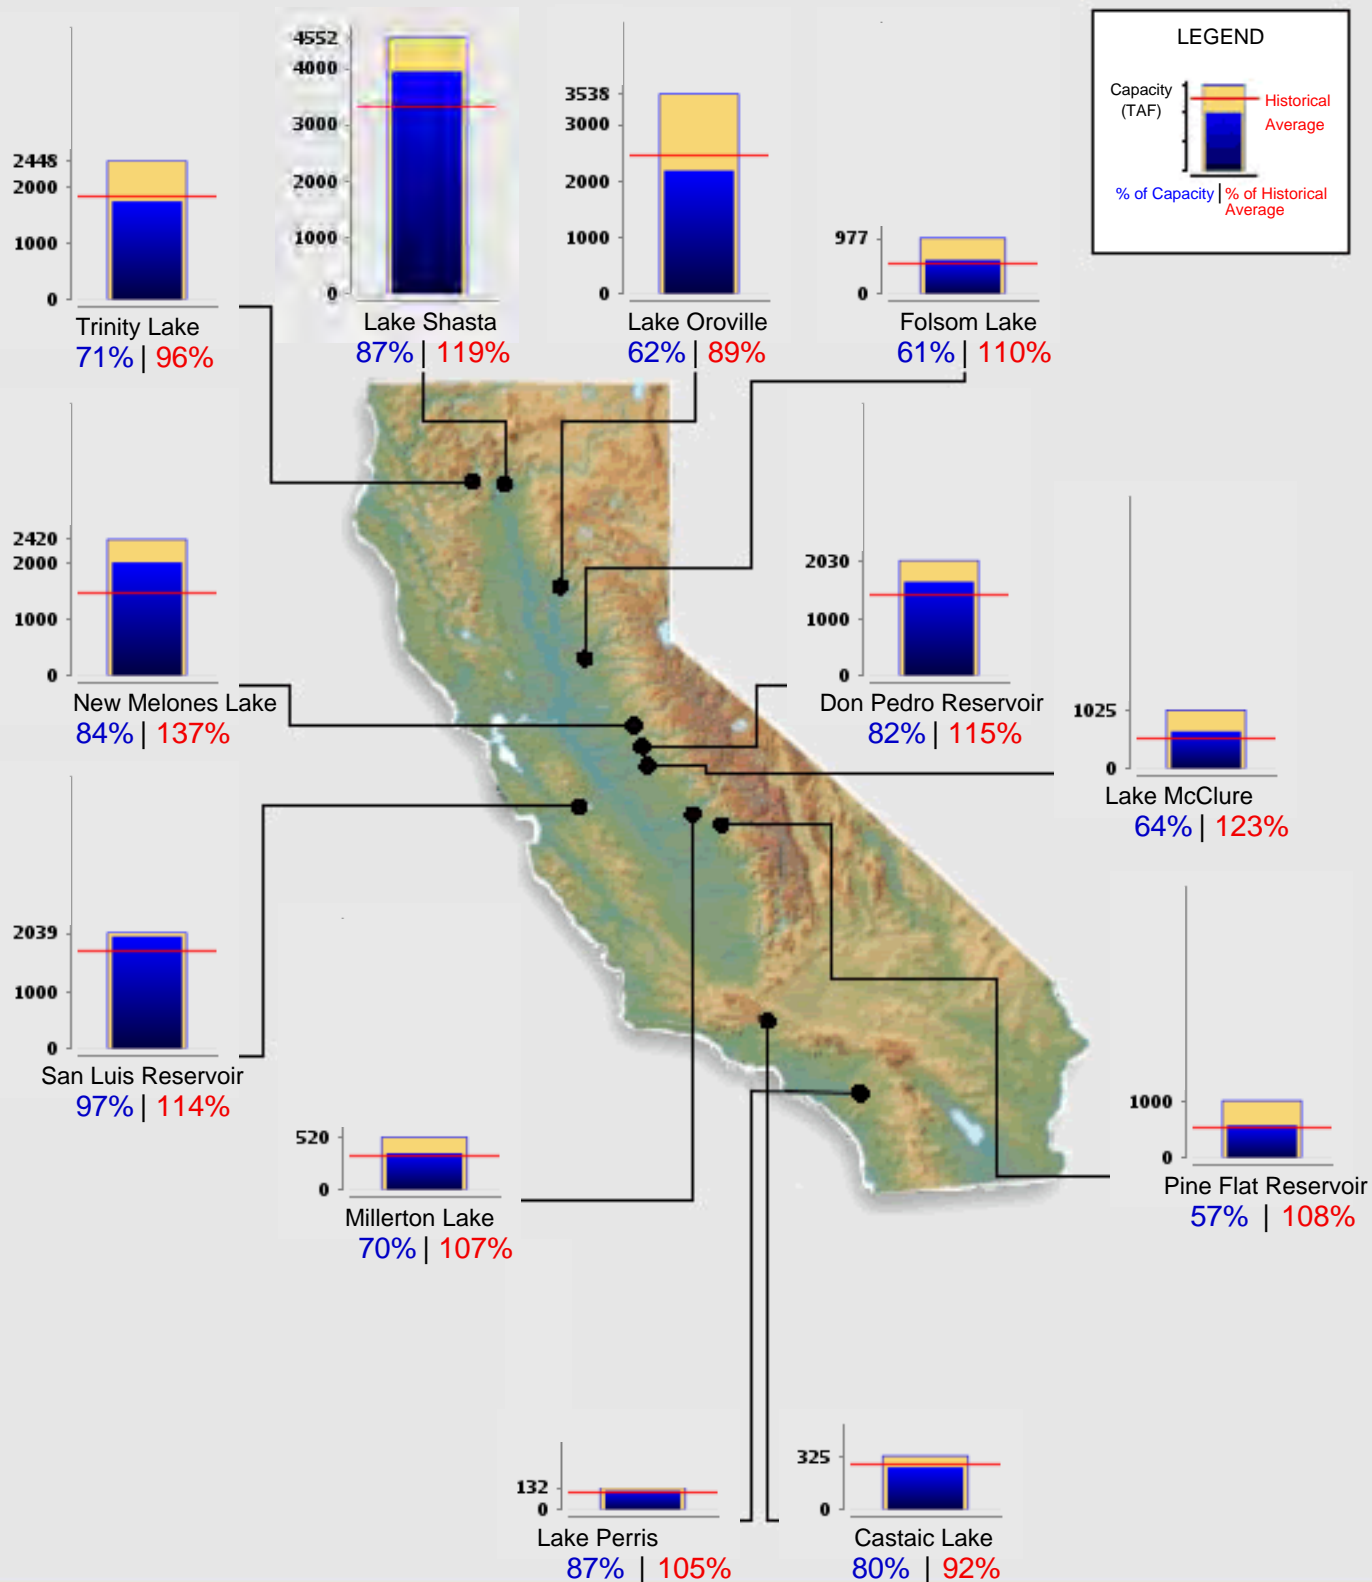 LEGEND
Capacity
(TAF)
Historical
Average
% of Capacity | % of Historical
Average
2448
2000
1000
0
Trinity Lake
71% | 96%
4552
4000
3000
2000
1000
0
Lake Shasta
87% | 119%
3538
3000
2000
1000
0
Lake Oroville
62% | 89%
977
0
Folsom Lake
61% | 110%
2420
2000
1000
0
New Melones Lake
84% | 137%
2030
1000
0
Don Pedro Reservoir
82% | 115%
1025
0
Lake McClure
64% | 123%
2039
1000
0
San Luis Reservoir
97% | 114%
520
0
Millerton Lake
70% | 107%
1000
0
Pine Flat Reservoir
57% | 108%
132
0
Lake Perris
87% | 105%
325
0
Castaic Lake
80% | 92%